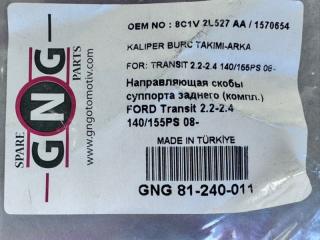 SPARE
GNG
PARTS
www.gngotomotiv.com
OEM NO : 8C1V 2L527 AA / 1570654
KALIPER BURC TAKIMI-ARKA
FOR: TRANSIT 2.2-2.4 140/155PS 08-
Направляющая скобы
суппорта заднего (компл.)
FORD Transit 2.2-2.4
140/155PS 08-
MADE IN TÜRKİYE
GNG 81-240-011